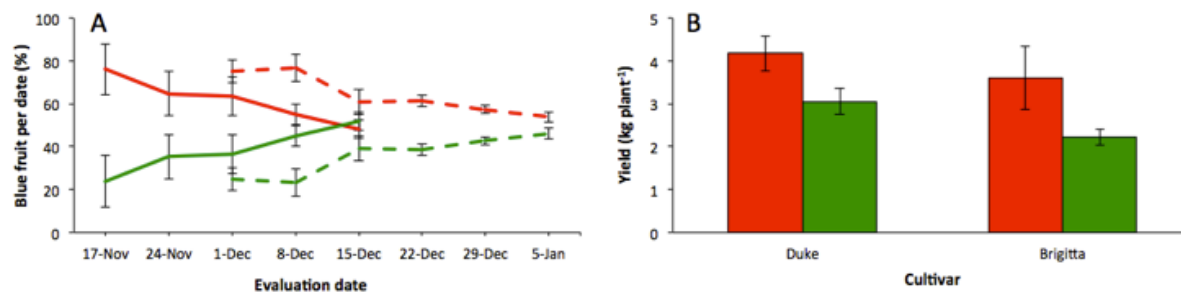 A
Blue fruit per date (%)
100
80
60
40
20
0
17-Nov 24-Nov 1-Dec 8-Dec 15-Dec 22-Dec 29-Dec 5-Jan
Evaluation date
B
Yield (kg plant⁻¹)
5
4
3
2
1
0
Duke Brigitta
Cultivar